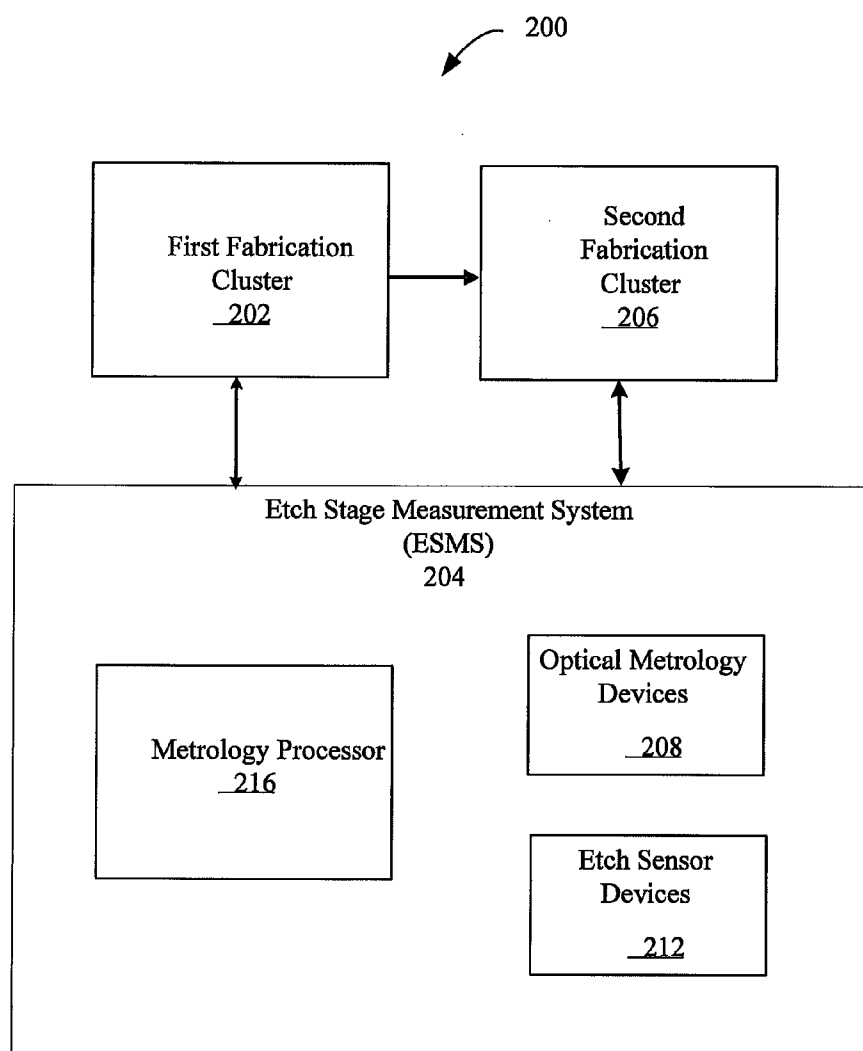 200
First Fabrication
Cluster
202
Second
Fabrication
Cluster
206
Etch Stage Measurement System
(ESMS)
204
Metrology Processor
216
Optical Metrology
Devices
208
Etch Sensor
Devices
212